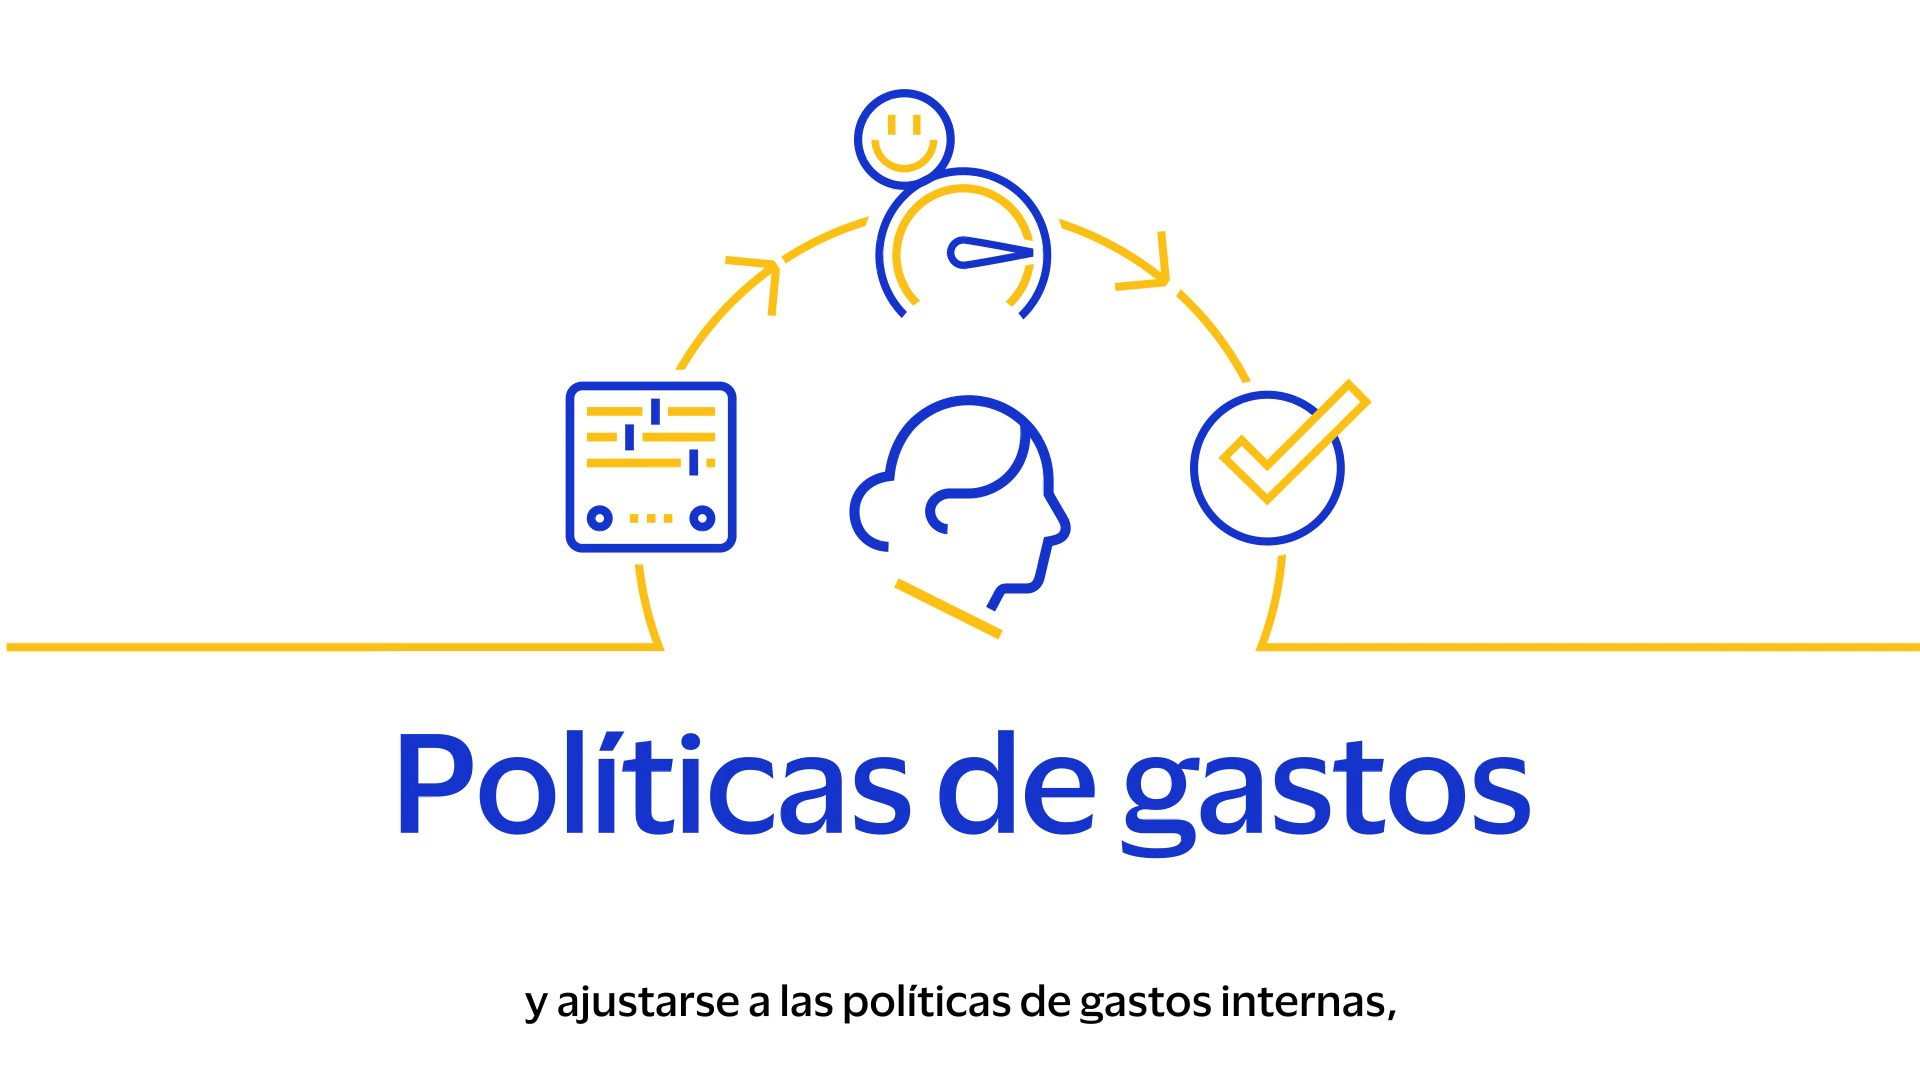 Políticas de gastos
y ajustarse a las políticas de gastos internas,